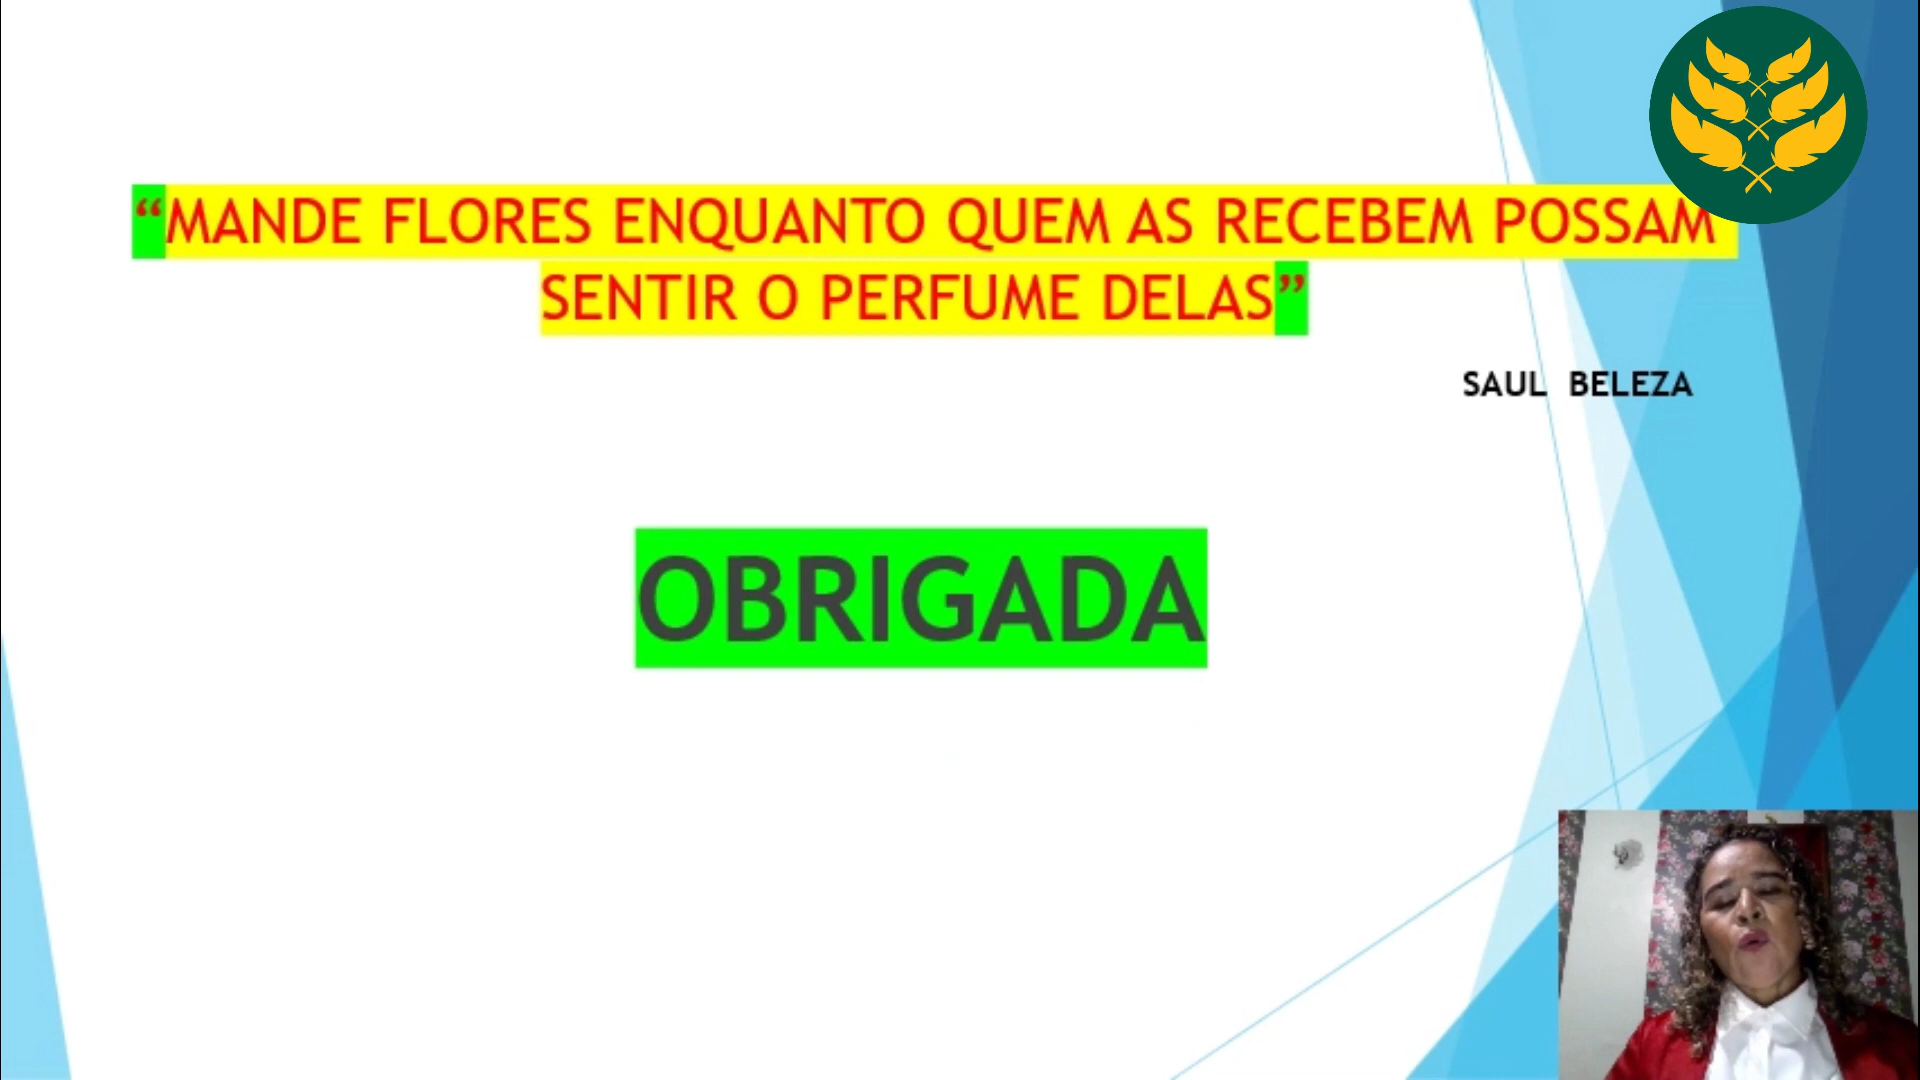 “MANDE FLORES ENQUANTO QUEM AS RECEBEM POSSAM
SENTIR O PERFUME DELAS”
SAUL BELEZA
OBRIGADA